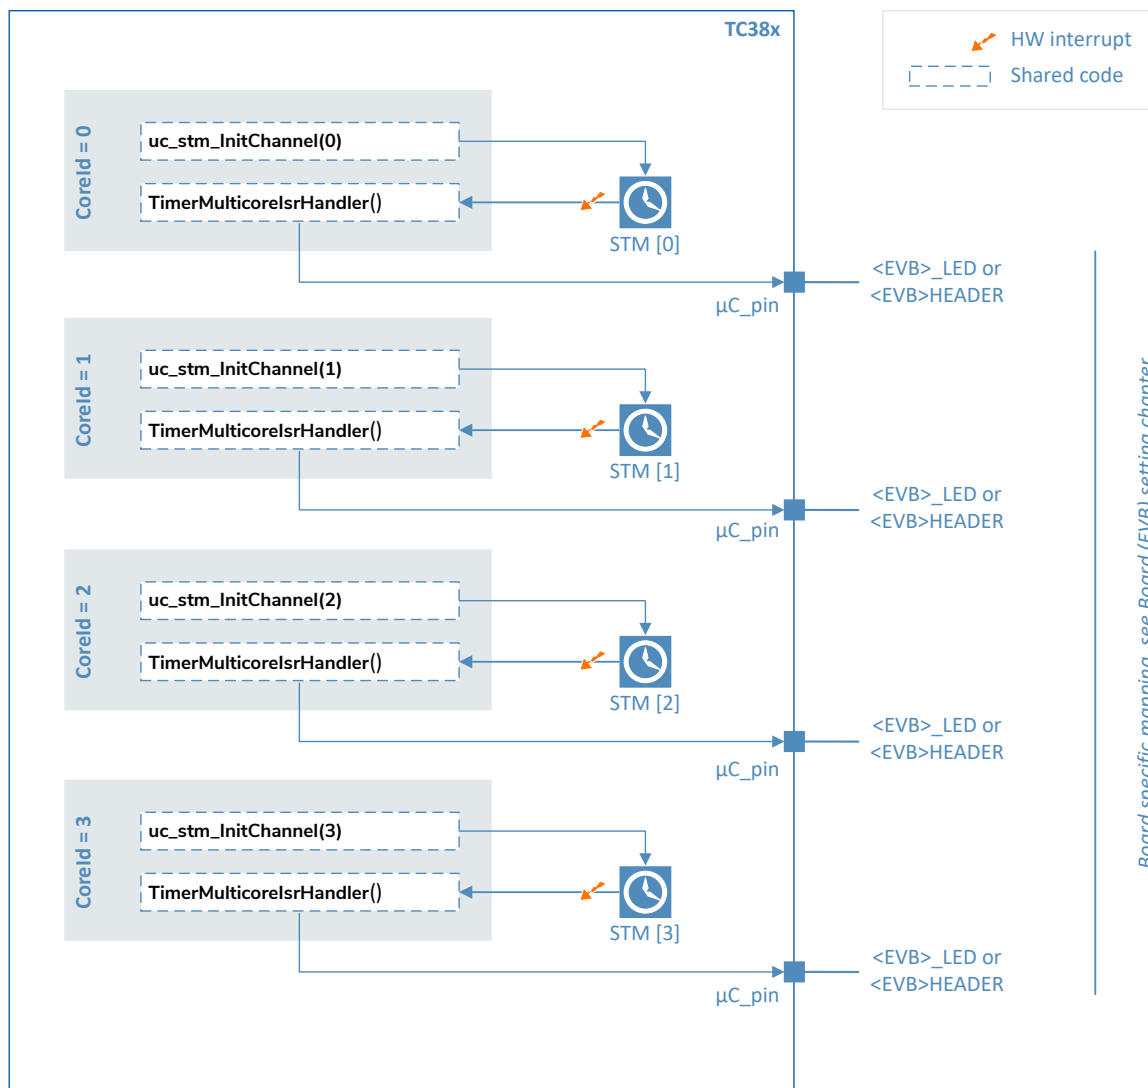 TC38x
HW interrupt
Shared code
CoreId = 0
uc_stm_InitChannel(0)
TimerMulticoreIsrHandler()
STM [0]
µC_pin
<EVB>_LED or
<EVB>HEADER
CoreId = 1
uc_stm_InitChannel(1)
TimerMulticoreIsrHandler()
STM [1]
µC_pin
<EVB>_LED or
<EVB>HEADER
CoreId = 2
uc_stm_InitChannel(2)
TimerMulticoreIsrHandler()
STM [2]
µC_pin
<EVB>_LED or
<EVB>HEADER
CoreId = 3
uc_stm_InitChannel(3)
TimerMulticoreIsrHandler()
STM [3]
µC_pin
<EVB>_LED or
<EVB>HEADER
Board specific mapping, see Board (EVB) setting chapter